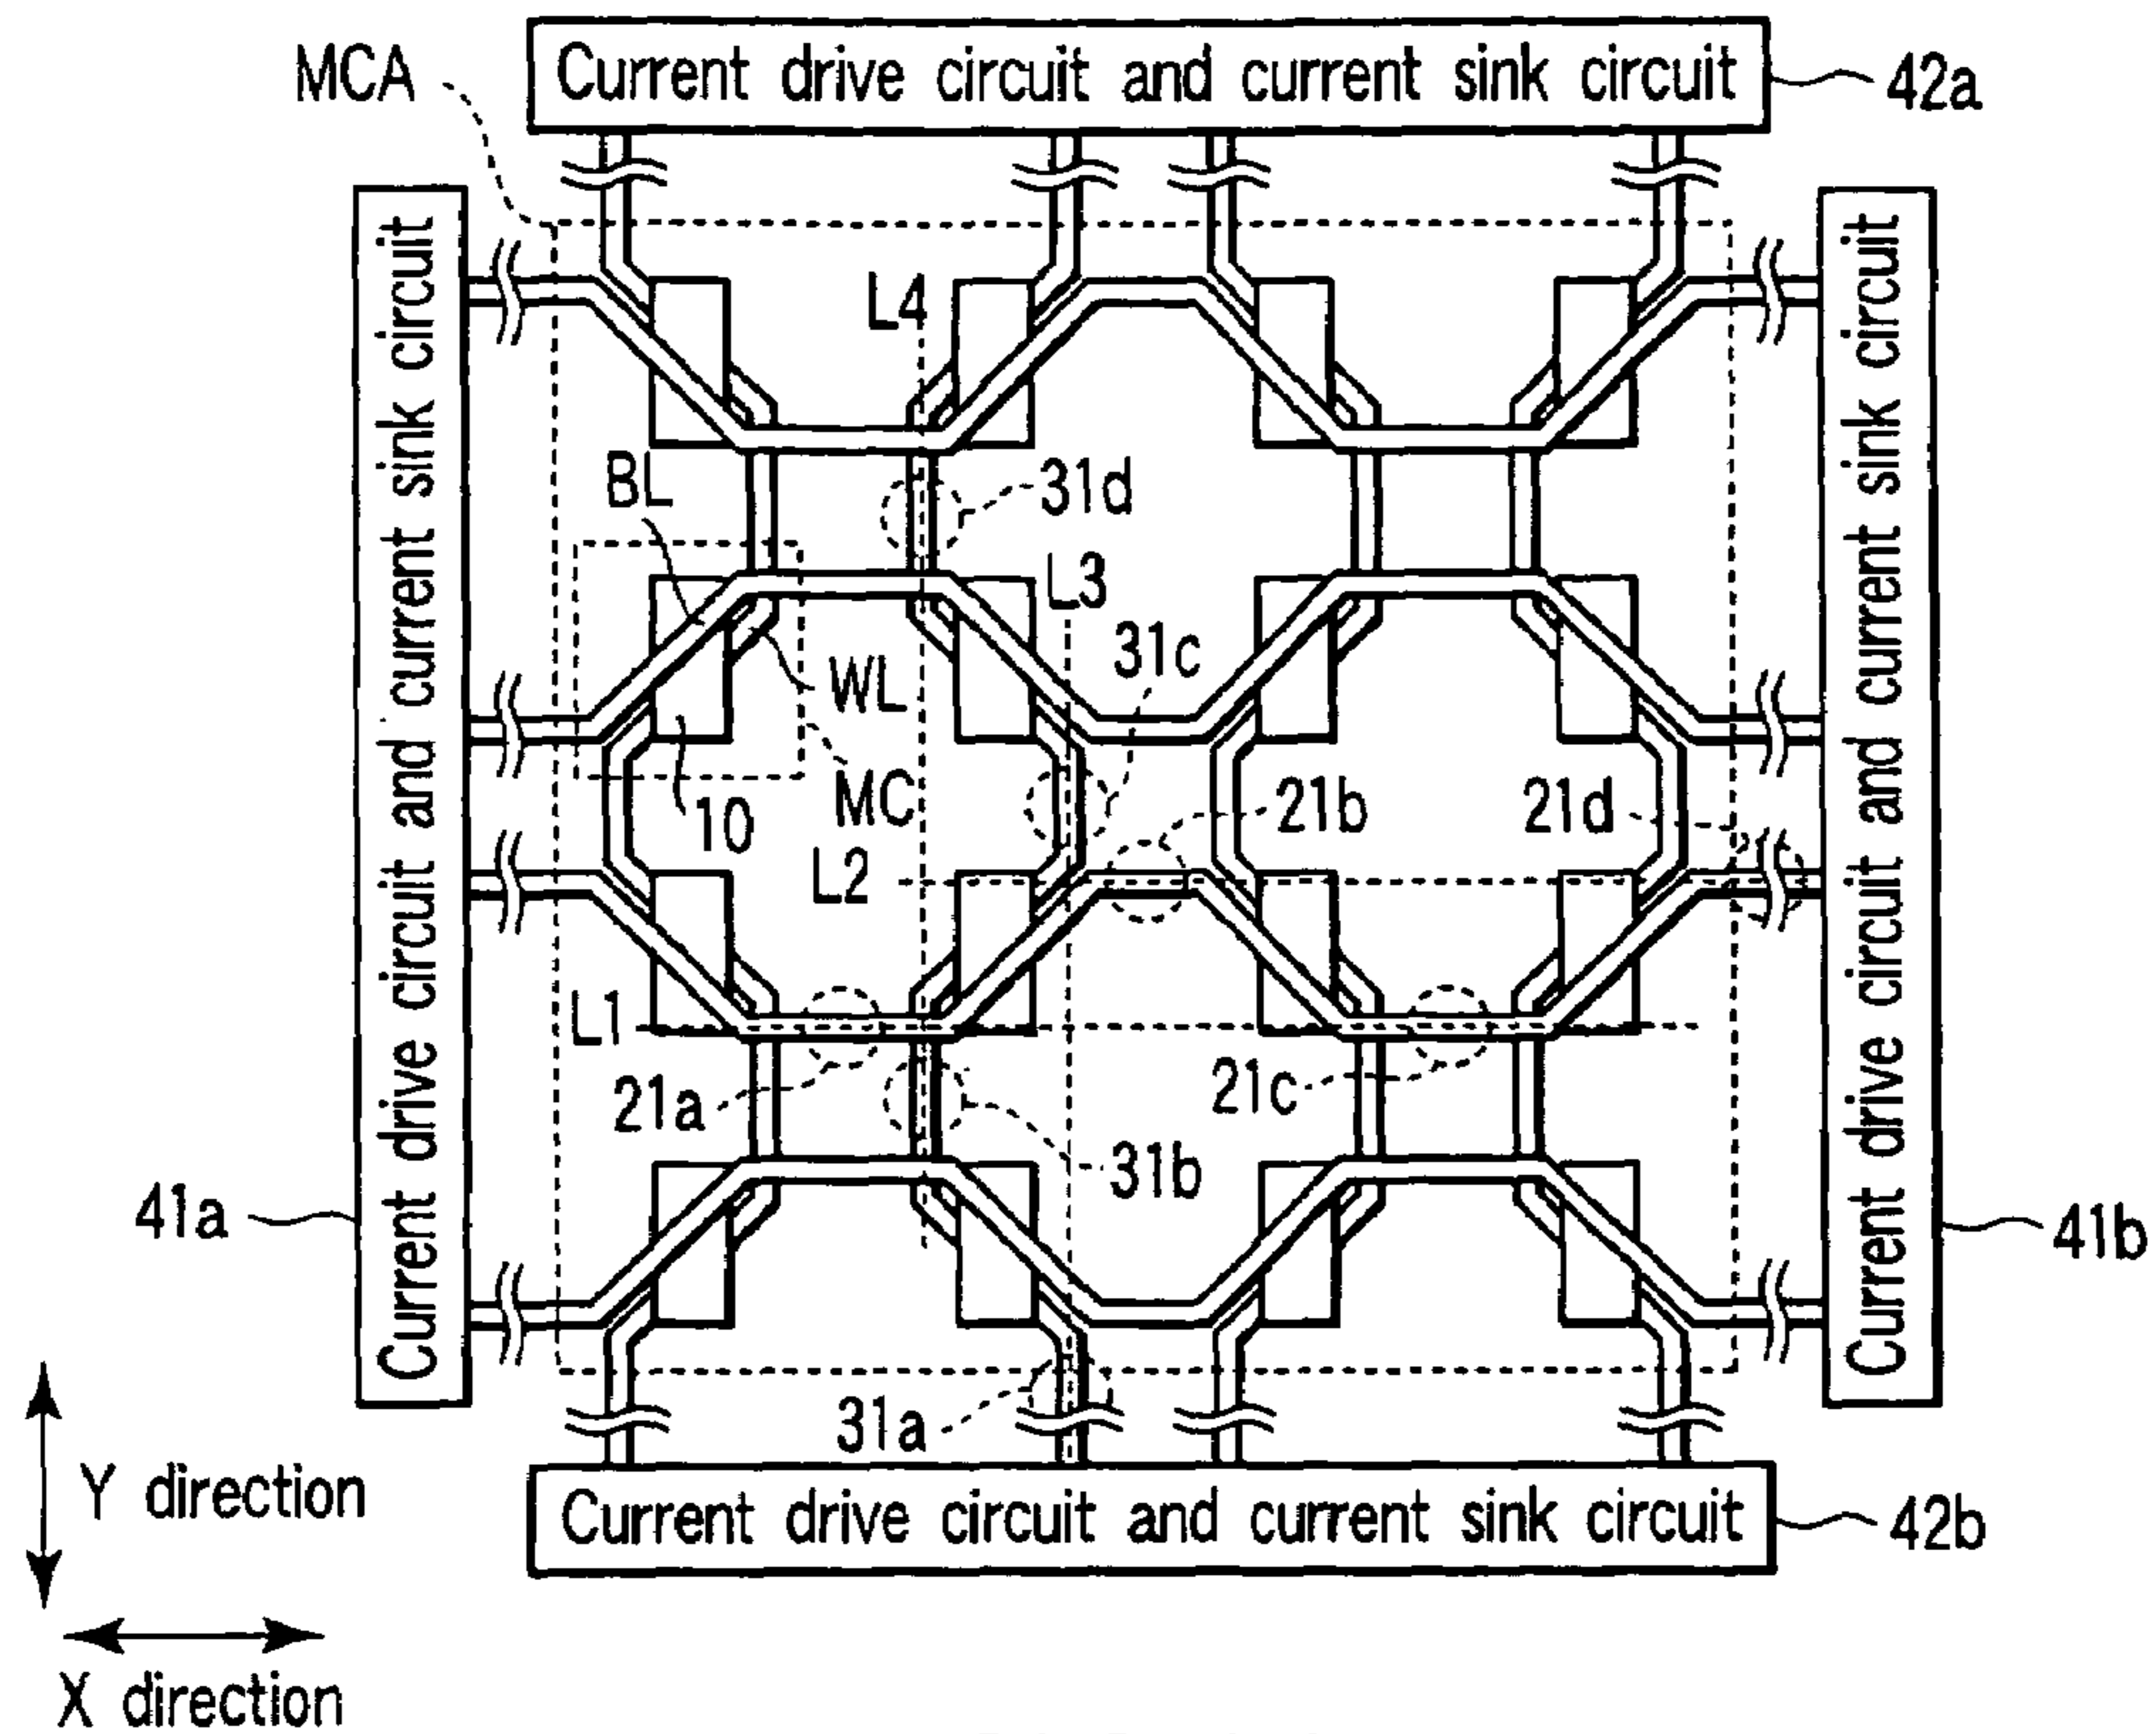 MCA
Current drive circuit and current sink circuit
42a
Current drive circuit and current sink circuit
Current drive circuit and current sink circuit
L4
BL
31d
L3
31c
WL
MC
10
21b
21d
L2
L1
21a
21c
31b
41a
41b
31a
Y direction
Current drive circuit and current sink circuit
42b
X direction